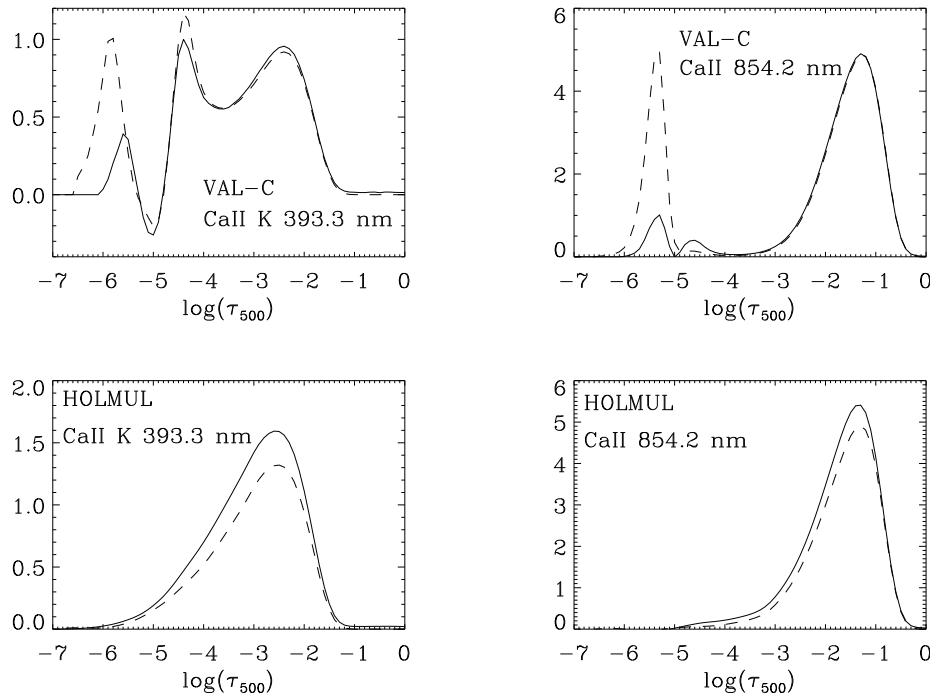 1.0
0.5
0.0
VAL−C
CaII K 393.3 nm
−7 −6 −5 −4 −3 −2 −1 0
log(τ500)
6
4
2
0
VAL−C
CaII 854.2 nm
−7 −6 −5 −4 −3 −2 −1 0
log(τ500)
2.0
1.5
1.0
0.5
0.0
HOLMUL
CaII K 393.3 nm
−7 −6 −5 −4 −3 −2 −1 0
log(τ500)
6
5
4
3
2
1
0
HOLMUL
CaII 854.2 nm
−7 −6 −5 −4 −3 −2 −1 0
log(τ500)